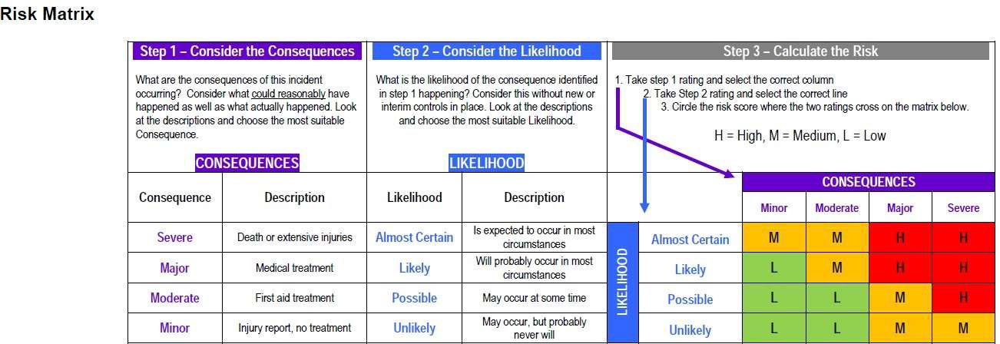 Risk Matrix
Step 1 – Consider the Consequences
What are the consequences of this incident
occurring? Consider what could reasonably have
happened as well as what actually happened. Look
at the descriptions and choose the most suitable
Consequence.
CONSEQUENCES
Step 2 – Consider the Likelihood
What is the likelihood of the consequence identified
in step 1 happening? Consider this without new or
interim controls in place. Look at the descriptions
and choose the most suitable Likelihood.
LIKELIHOOD
Step 3 – Calculate the Risk
1. Take step 1 rating and select the correct column
2. Take Step 2 rating and select the correct line
3. Circle the risk score where the two ratings cross on the matrix below.
H = High, M = Medium, L = Low
Consequence Description
Severe Death or extensive injuries
Major Medical treatment
Moderate First aid treatment
Minor Injury report, no treatment
Likelihood Description
Almost Certain Is expected to occur in most
circumstances
Likely Will probably occur in most
circumstances
Possible May occur at some time
Unlikely May occur, but probably
never will
CONSEQUENCES
Minor Moderate Major Severe
LIKELIHOOD
Almost Certain M M H H
Likely L M H H
Possible L L M H
Unlikely L L M M